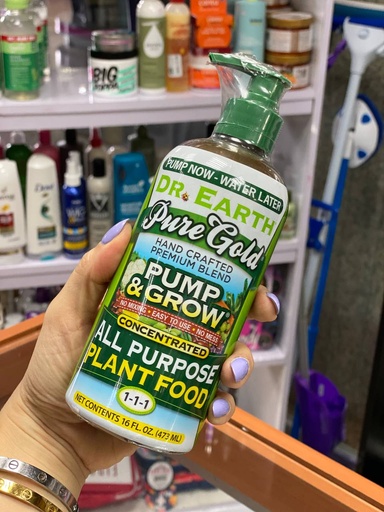 PUMP NOW - WATER LATER
DR. EARTH
Pure Gold
HAND CRAFTED
PREMIUM BLEND
PUMP
& GROW
NO MIXING • EASY TO USE • NO MESS
CONCENTRATED
ALL PURPOSE
PLANT FOOD
1-1-1
NET CONTENTS 16 FL. OZ (473 ML)
BIG
Dove